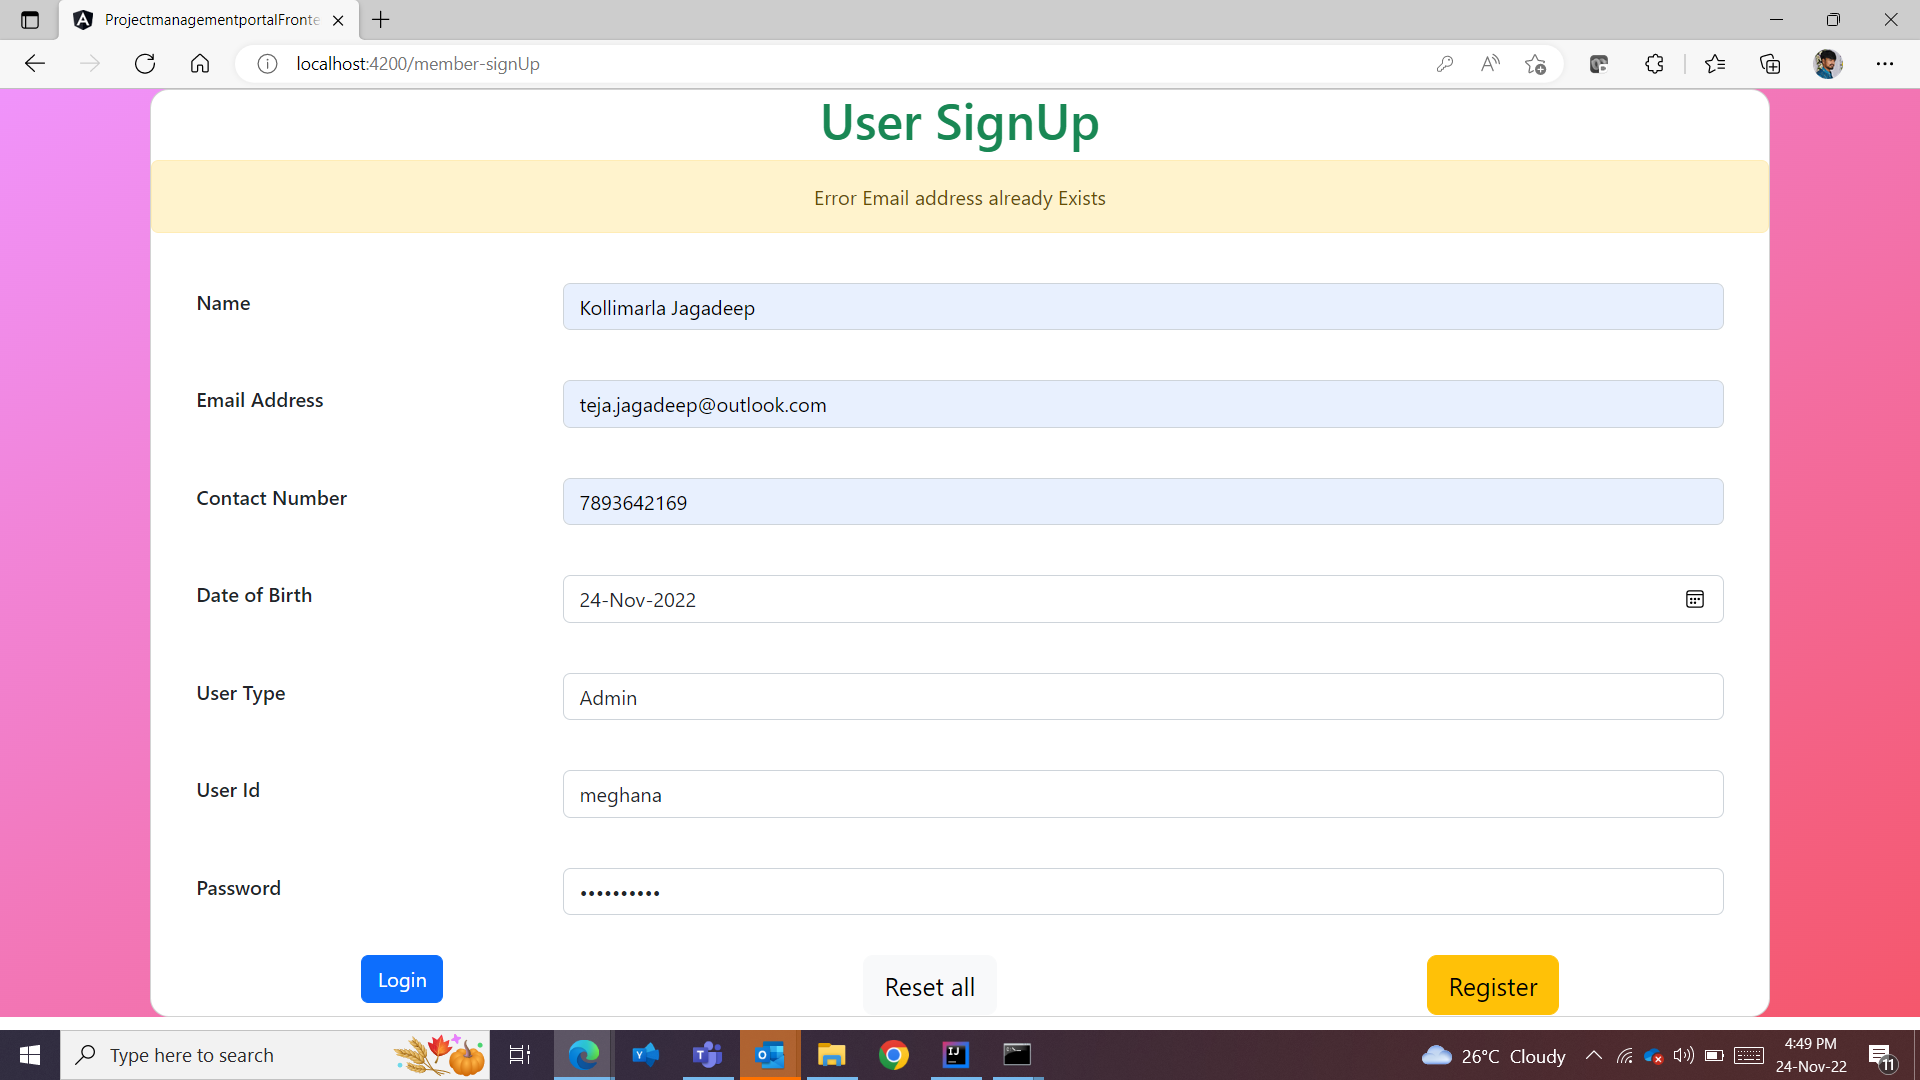 ProjectmanagementportalFronte
localhost:4200/member-signUp
User SignUp
Error Email address already Exists
Name
Kollimarla Jagadeep
Email Address
teja.jagadeep@outlook.com
Contact Number
7893642169
Date of Birth
24-Nov-2022
User Type
Admin
User Id
meghana
Password
Login
Reset all
Register
Type here to search
26°C Cloudy
4:49 PM
24-Nov-22
11